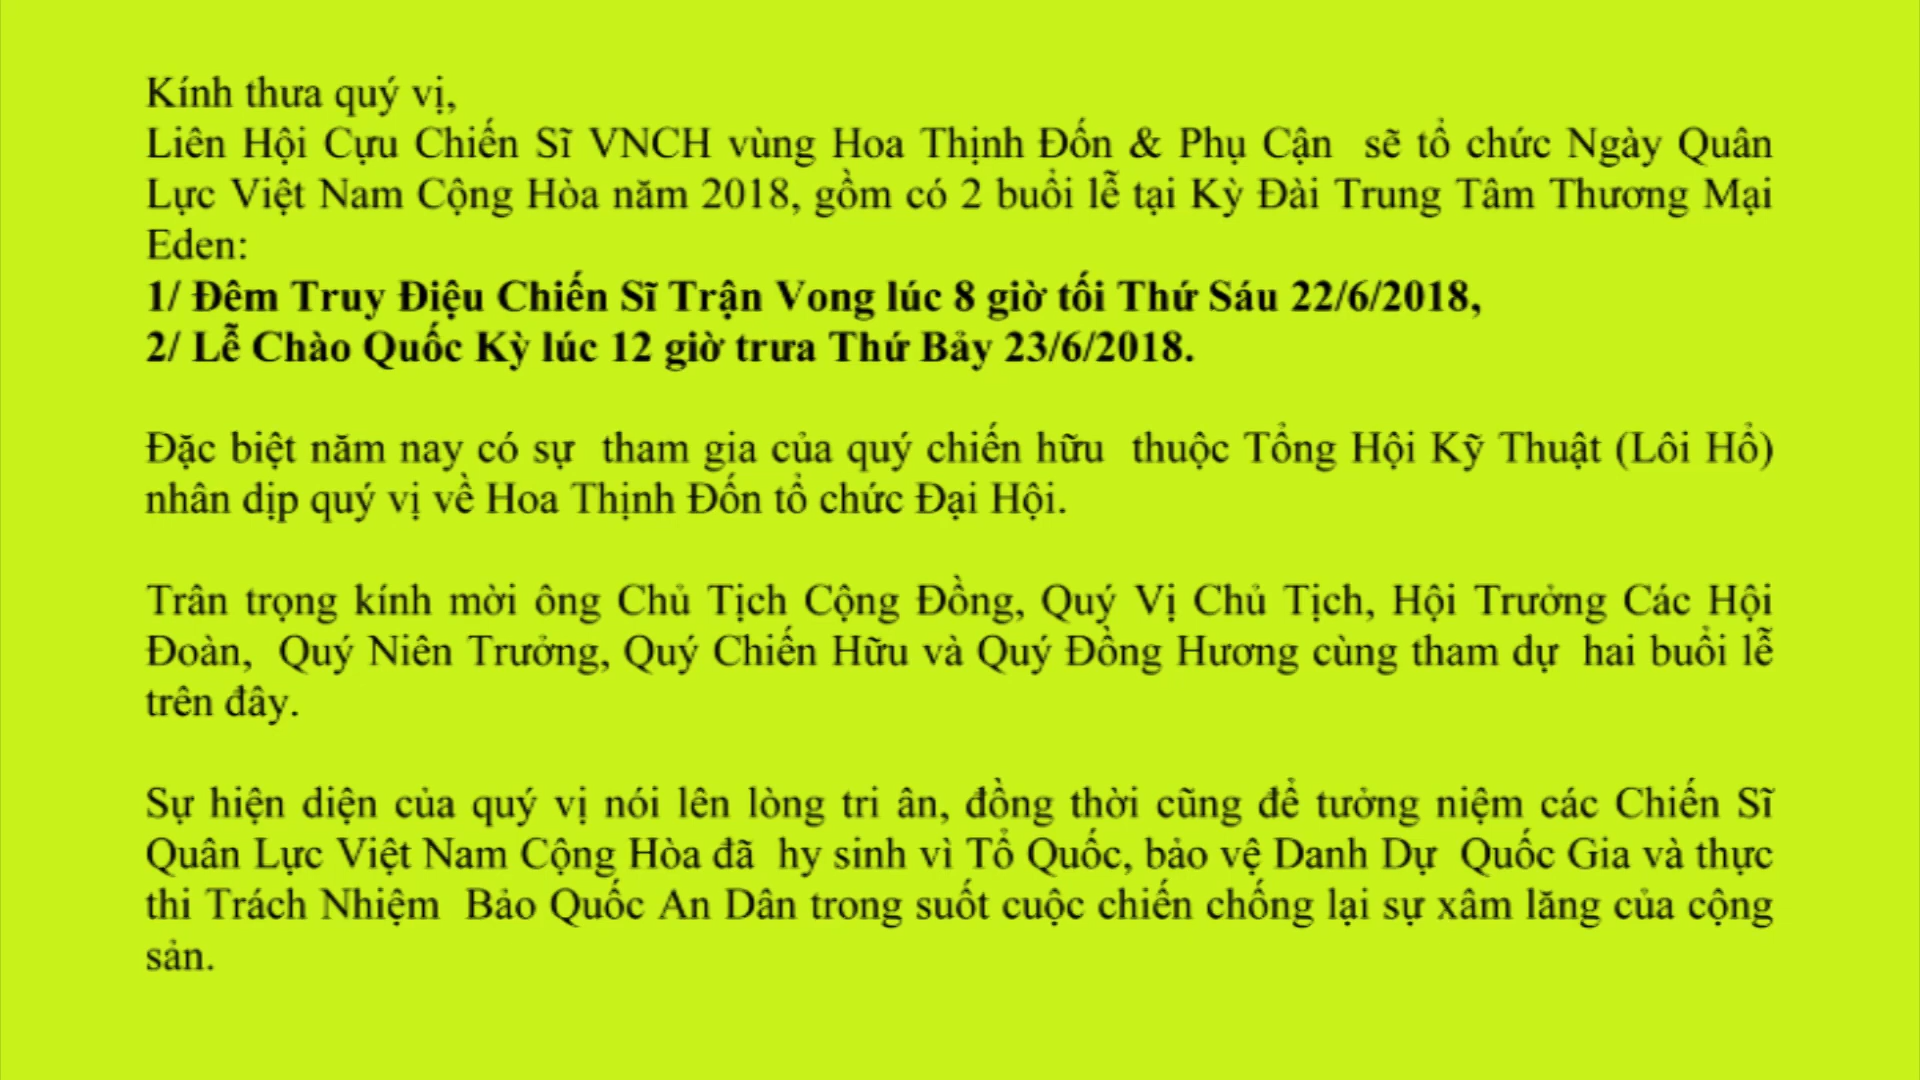 Kính thưa quý vị,
Liên Hội Cựu Chiến Sĩ VNCH vùng Hoa Thịnh Đốn & Phụ Cận sẽ tổ chức Ngày Quân
Lực Việt Nam Cộng Hòa năm 2018, gồm có 2 buổi lễ tại Kỳ Đài Trung Tâm Thương Mại
Eden:
1/ Đêm Truy Điệu Chiến Sĩ Trận Vong lúc 8 giờ tối Thứ Sáu 22/6/2018,
2/ Lễ Chào Quốc Kỳ lúc 12 giờ trưa Thứ Bảy 23/6/2018.
Đặc biệt năm nay có sự tham gia của quý chiến hữu thuộc Tổng Hội Kỹ Thuật (Lôi Hổ)
nhân dịp quý vị về Hoa Thịnh Đốn tổ chức Đại Hội.
Trân trọng kính mời ông Chủ Tịch Cộng Đồng, Quý Vị Chủ Tịch, Hội Trưởng Các Hội
Đoàn, Quý Niên Trưởng, Quý Chiến Hữu và Quý Đồng Hương cùng tham dự hai buổi lễ
trên đây.
Sự hiện diện của quý vị nói lên lòng tri ân, đồng thời cũng để tưởng niệm các Chiến Sĩ
Quân Lực Việt Nam Cộng Hòa đã hy sinh vì Tổ Quốc, bảo vệ Danh Dự Quốc Gia và thực
thi Trách Nhiệm Bảo Quốc An Dân trong suốt cuộc chiến chống lại sự xâm lăng của cộng
sản.